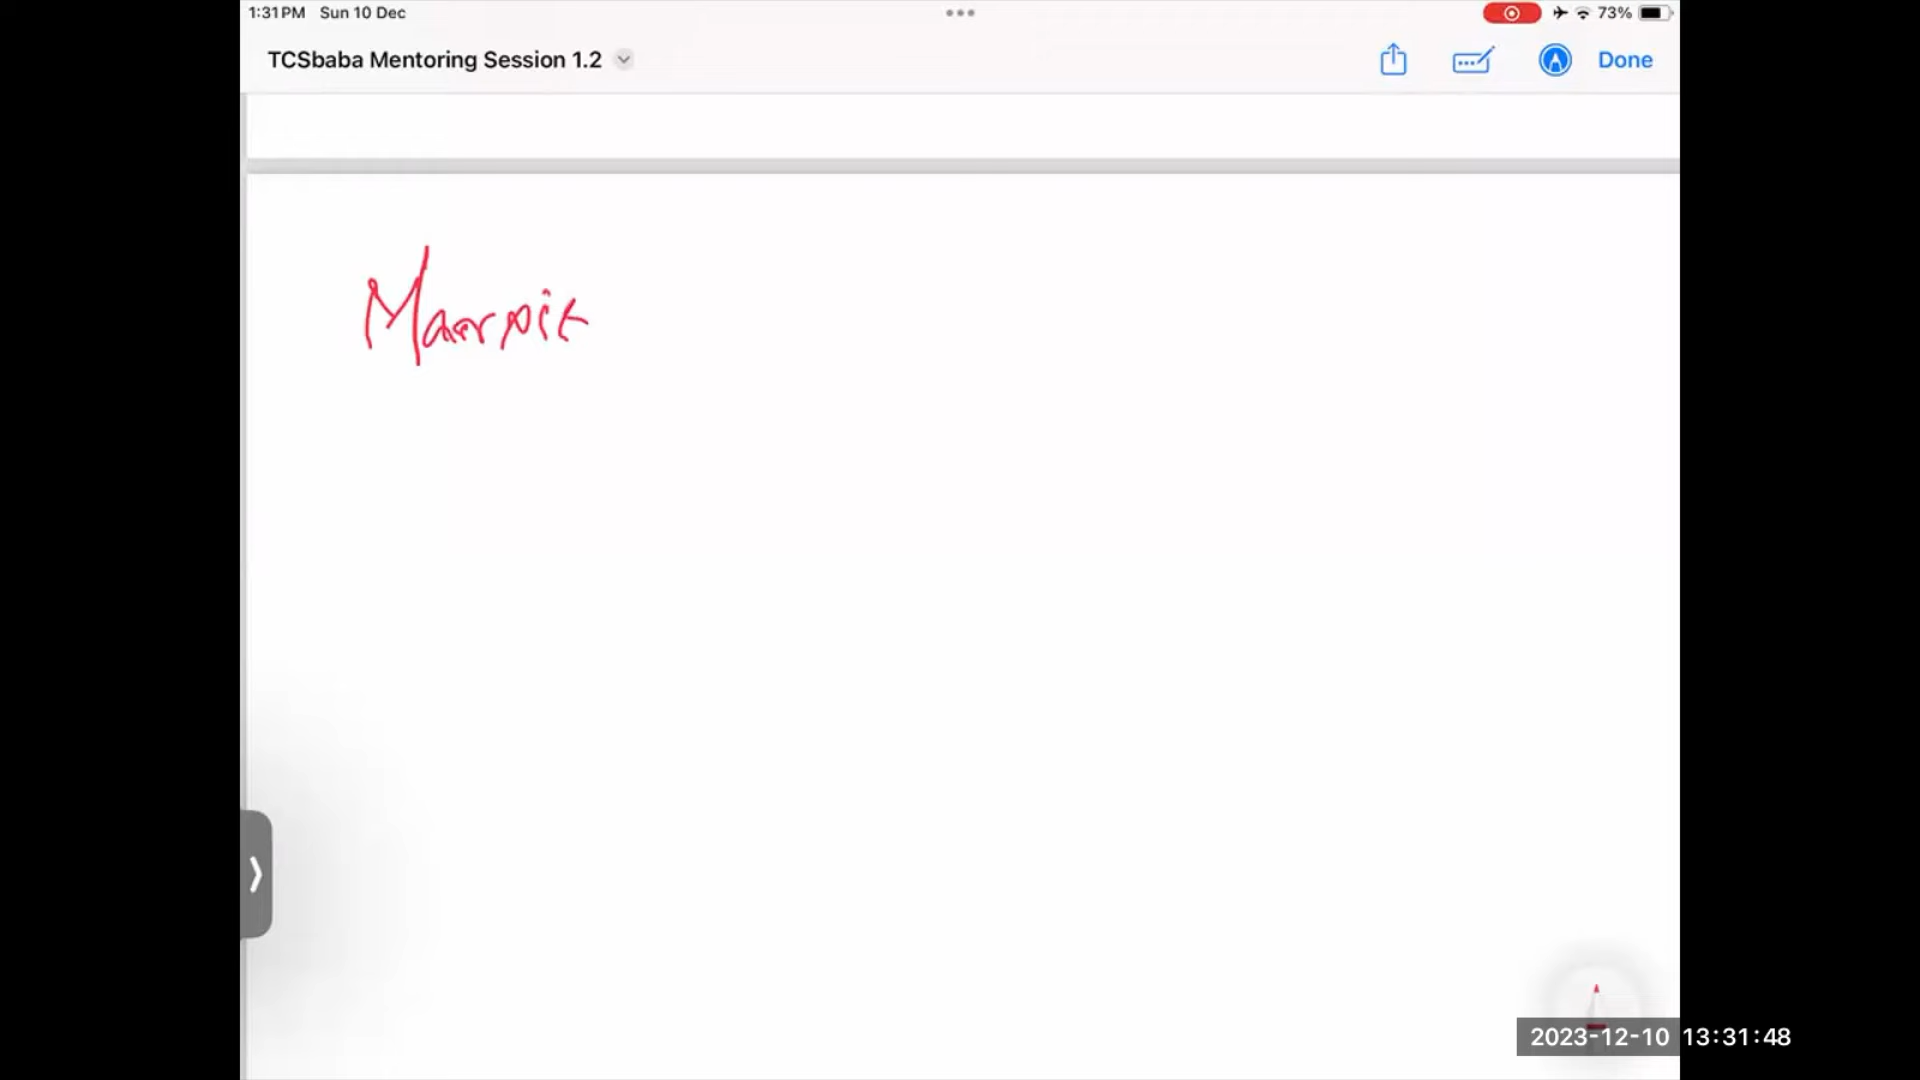 1:31 PM Sun 10 Dec
73%
TCSbaba Mentoring Session 1.2
Done
Maarpit
2023-12-10 13:31:48